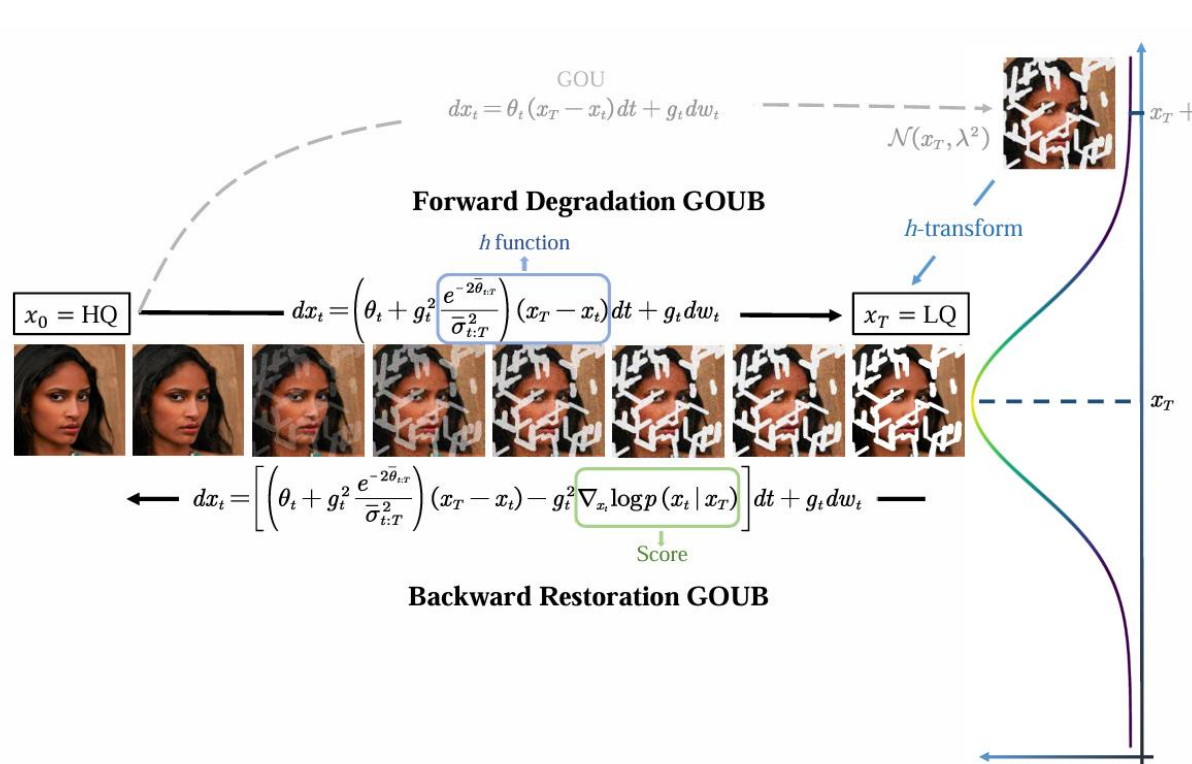 GOU
dx_t = θ_t (x_T − x_t)dt + g_t dw_t
x_T +
N(x_T, λ²)
Forward Degradation GOUB
h-transform
h function
x_0 = HQ
dx_t = (θ_t + g_t² e^{−2θ̄_{t:T}} / σ̄²_{t:T}) (x_T − x_t)dt + g_t dw_t
x_T = LQ
x_T
dx_t = [(θ_t + g_t² e^{−2θ̄_{t:T}} / σ̄²_{t:T}) (x_T − x_t) − g_t² ∇_{x_t} log p(x_t | x_T)]dt + g_t dw_t
Score
Backward Restoration GOUB